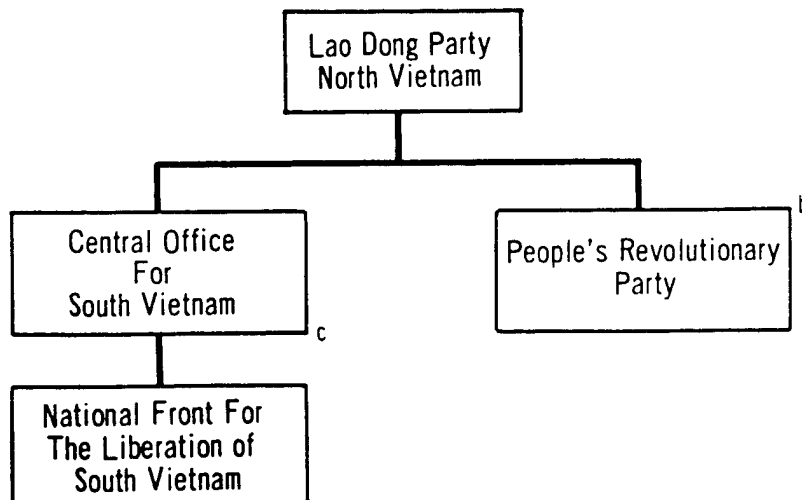 Lao Dong Party
North Vietnam
Central Office
For
South Vietnam
c
People's Revolutionary
Party
National Front For
The Liberation of
South Vietnam